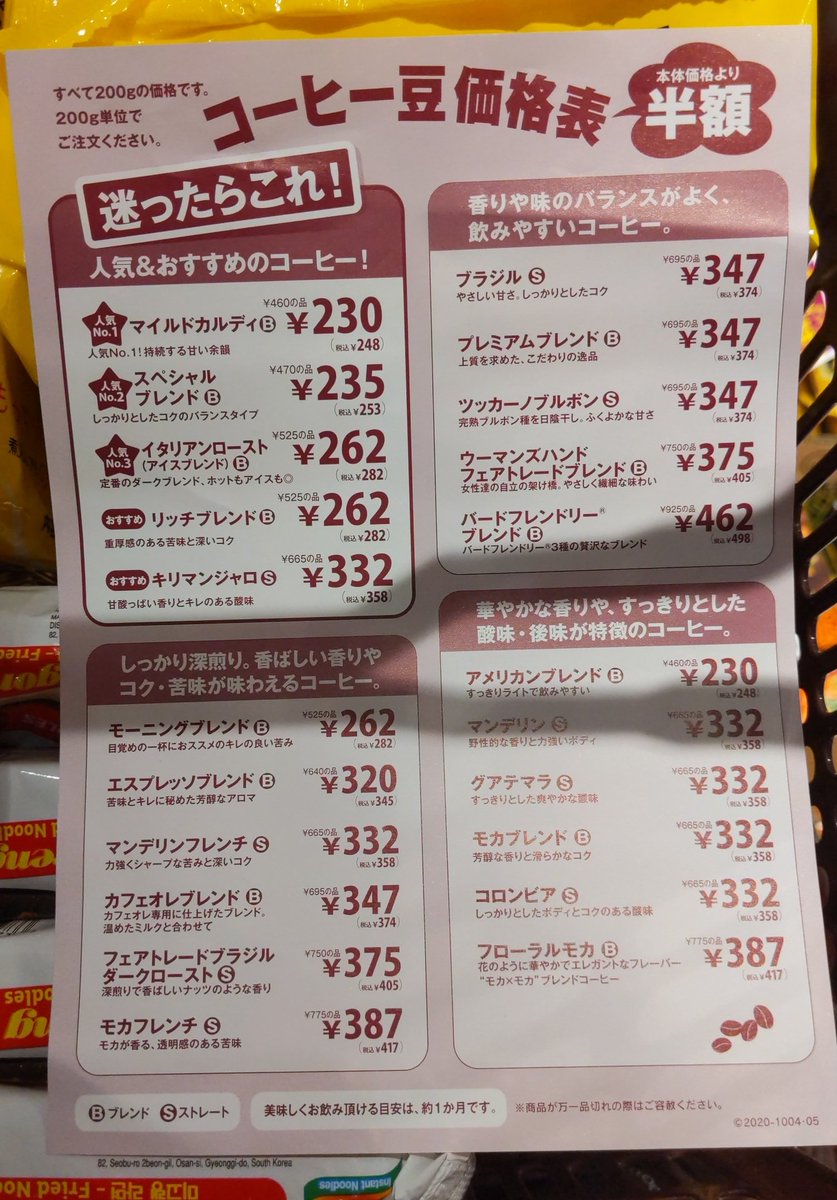 すべて200gの価格です。
200g単位で
ご注文ください。
コーヒー豆価格表
本体価格より
半額
迷ったらこれ!
人気&おすすめのコーヒー!
人気
No.1
マイルドカルディ Ⓑ
¥460の品
¥230
(税込¥248)
人気No.1!持続する甘い余韻
人気
No.2
スペシャル
ブレンド Ⓑ
¥470の品
¥235
(税込¥253)
しっかりとしたコクのバランスタイプ
人気
No.3
イタリアンロースト
(アイスブレンド) Ⓑ
¥525の品
¥262
(税込¥282)
定番のダークブレンド、ホットもアイスも◎
おすすめ
リッチブレンド Ⓑ
¥525の品
¥262
(税込¥282)
重厚感のある苦味と深いコク
おすすめ
キリマンジャロ Ⓢ
¥665の品
¥332
(税込¥358)
甘酸っぱい香りとキレのある酸味
香りや味のバランスがよく、
飲みやすいコーヒー。
ブラジル Ⓢ
¥695の品
¥347
(税込¥374)
やさしい甘さ。しっかりとしたコク
プレミアムブレンド Ⓑ
¥695の品
¥347
(税込¥374)
上質を求めた、こだわりの逸品
ツッカーノブルボン Ⓢ
¥695の品
¥347
(税込¥374)
完熟ブルボン種を日陰干し。ふくよかな甘さ
ウーマンズハンド
フェアトレードブレンド Ⓑ
¥750の品
¥375
(税込¥405)
女性達の自立の架け橋。やさしく繊細な味わい
バードフレンドリー®
ブレンド Ⓑ
¥925の品
¥462
(税込¥498)
バードフレンドリー®3種の贅沢なブレンド
しっかり深煎り。香ばしい香りや
コク・苦味が味わえるコーヒー。
モーニングブレンド Ⓑ
¥525の品
¥262
(税込¥282)
目覚めの一杯におススメのキレの良い苦み
エスプレッソブレンド Ⓑ
¥640の品
¥320
(税込¥345)
苦味とキレに秘めた芳醇なアロマ
マンデリンフレンチ Ⓢ
¥665の品
¥332
(税込¥358)
力強くシャープな苦みと深いコク
カフェオレブレンド Ⓑ
¥695の品
¥347
(税込¥374)
カフェオレ専用に仕上げたブレンド。
温めたミルクと合わせて
フェアトレードブラジル
ダークロースト Ⓢ
¥750の品
¥375
(税込¥405)
深煎りで香ばしいナッツのような香り
モカフレンチ Ⓢ
¥775の品
¥387
(税込¥417)
モカが香る、透明感のある苦味
華やかな香りや、すっきりとした
酸味・後味が特徴のコーヒー。
アメリカンブレンド Ⓑ
¥460の品
¥230
(税込¥248)
すっきりライトで飲みやすい
マンデリン Ⓢ
¥665の品
¥332
(税込¥358)
野性的な香りと力強いボディ
グアテマラ Ⓢ
¥665の品
¥332
(税込¥358)
すっきりとした爽やかな酸味
モカブレンド Ⓑ
¥665の品
¥332
(税込¥358)
芳醇な香りと滑らかなコク
コロンビア Ⓢ
¥665の品
¥332
(税込¥358)
しっかりとしたボディとコクのある酸味
フローラルモカ Ⓑ
¥775の品
¥387
(税込¥417)
花のように華やかでエレガントなフレーバー
"モカ×モカ"ブレンドコーヒー
Ⓑブレンド Ⓢストレート
美味しくお飲み頂ける目安は、約1か月です。
※商品が万一品切れの際はご容赦ください。
©2020-1004・05
82, Seobu-ro 2beon-gil, Osan-si, Gyeonggi-do, South Korea
미고랭 라면 - Fried Noo
Instant Noodles